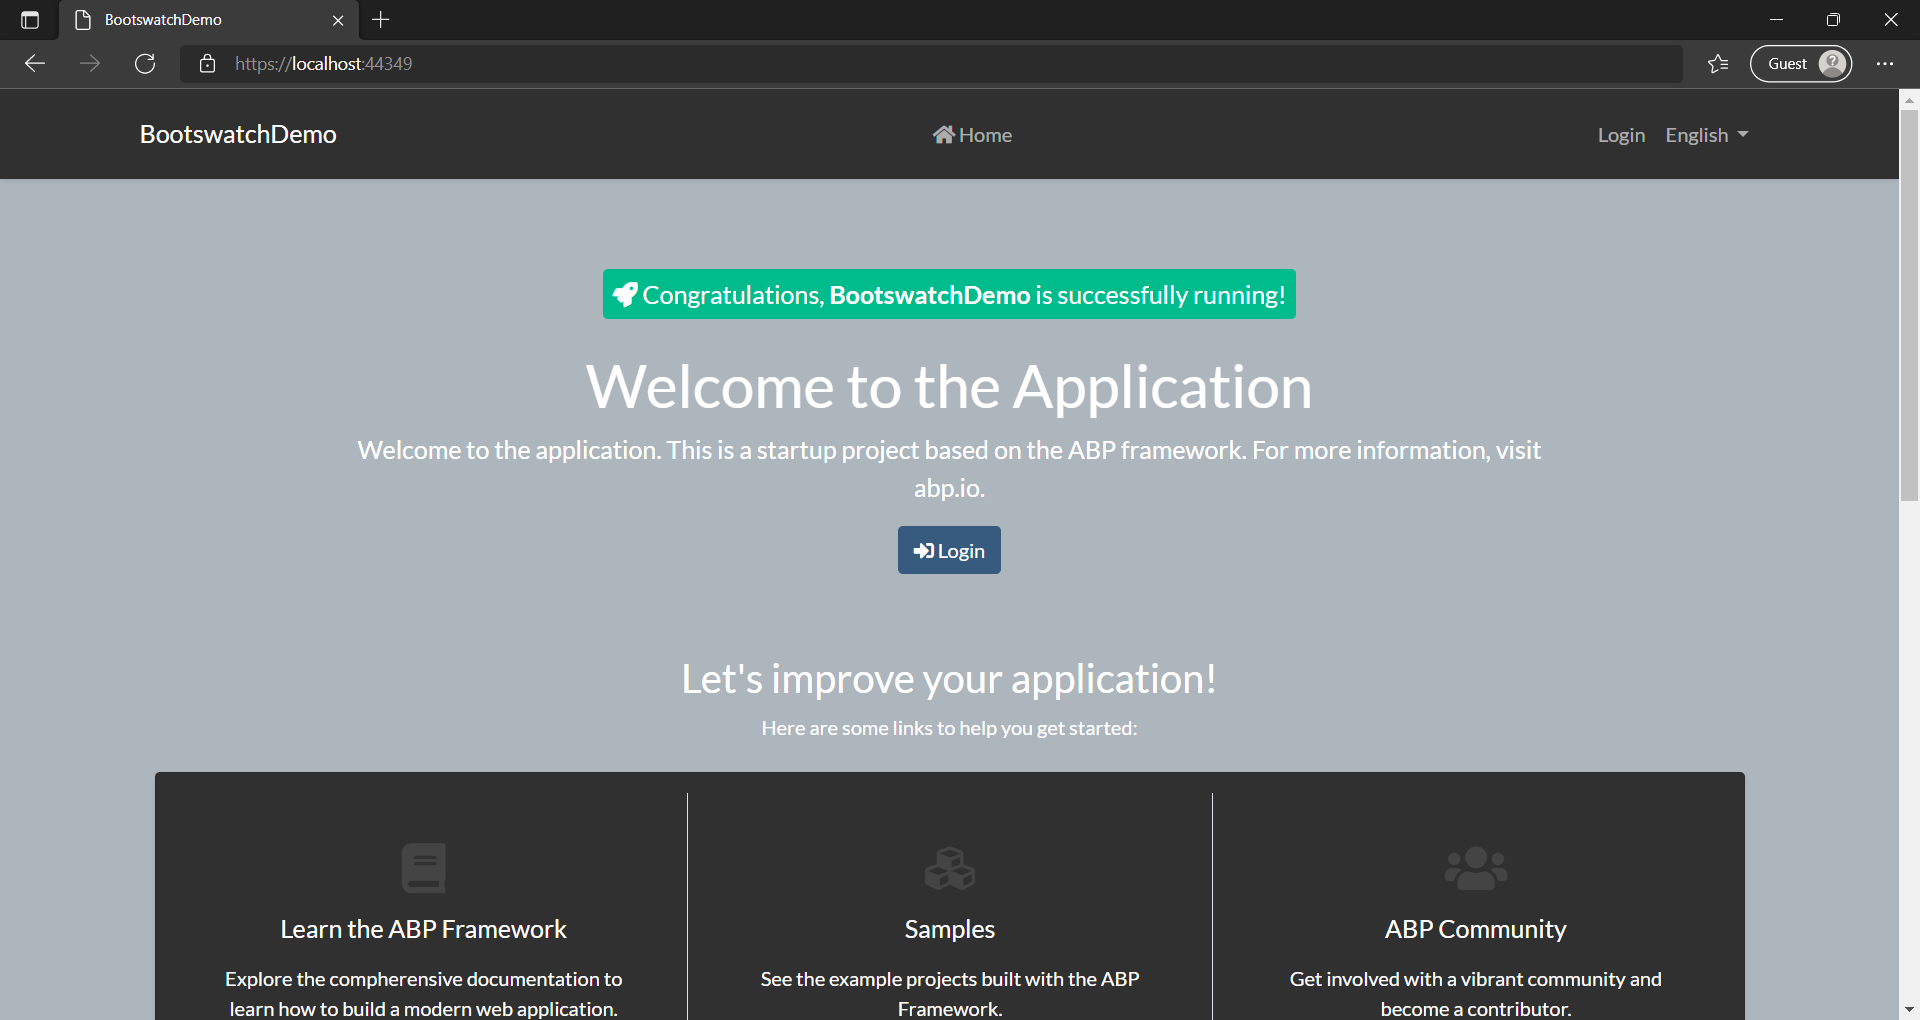 BootswatchDemo
https://localhost:44349
Guest
BootswatchDemo
Home
Login
English
Congratulations, BootswatchDemo is successfully running!
Welcome to the Application
Welcome to the application. This is a startup project based on the ABP framework. For more information, visit
abp.io.
Login
Let's improve your application!
Here are some links to help you get started:
Learn the ABP Framework
Explore the compherensive documentation to
learn how to build a modern web application.
Samples
See the example projects built with the ABP
Framework.
ABP Community
Get involved with a vibrant community and
become a contributor.